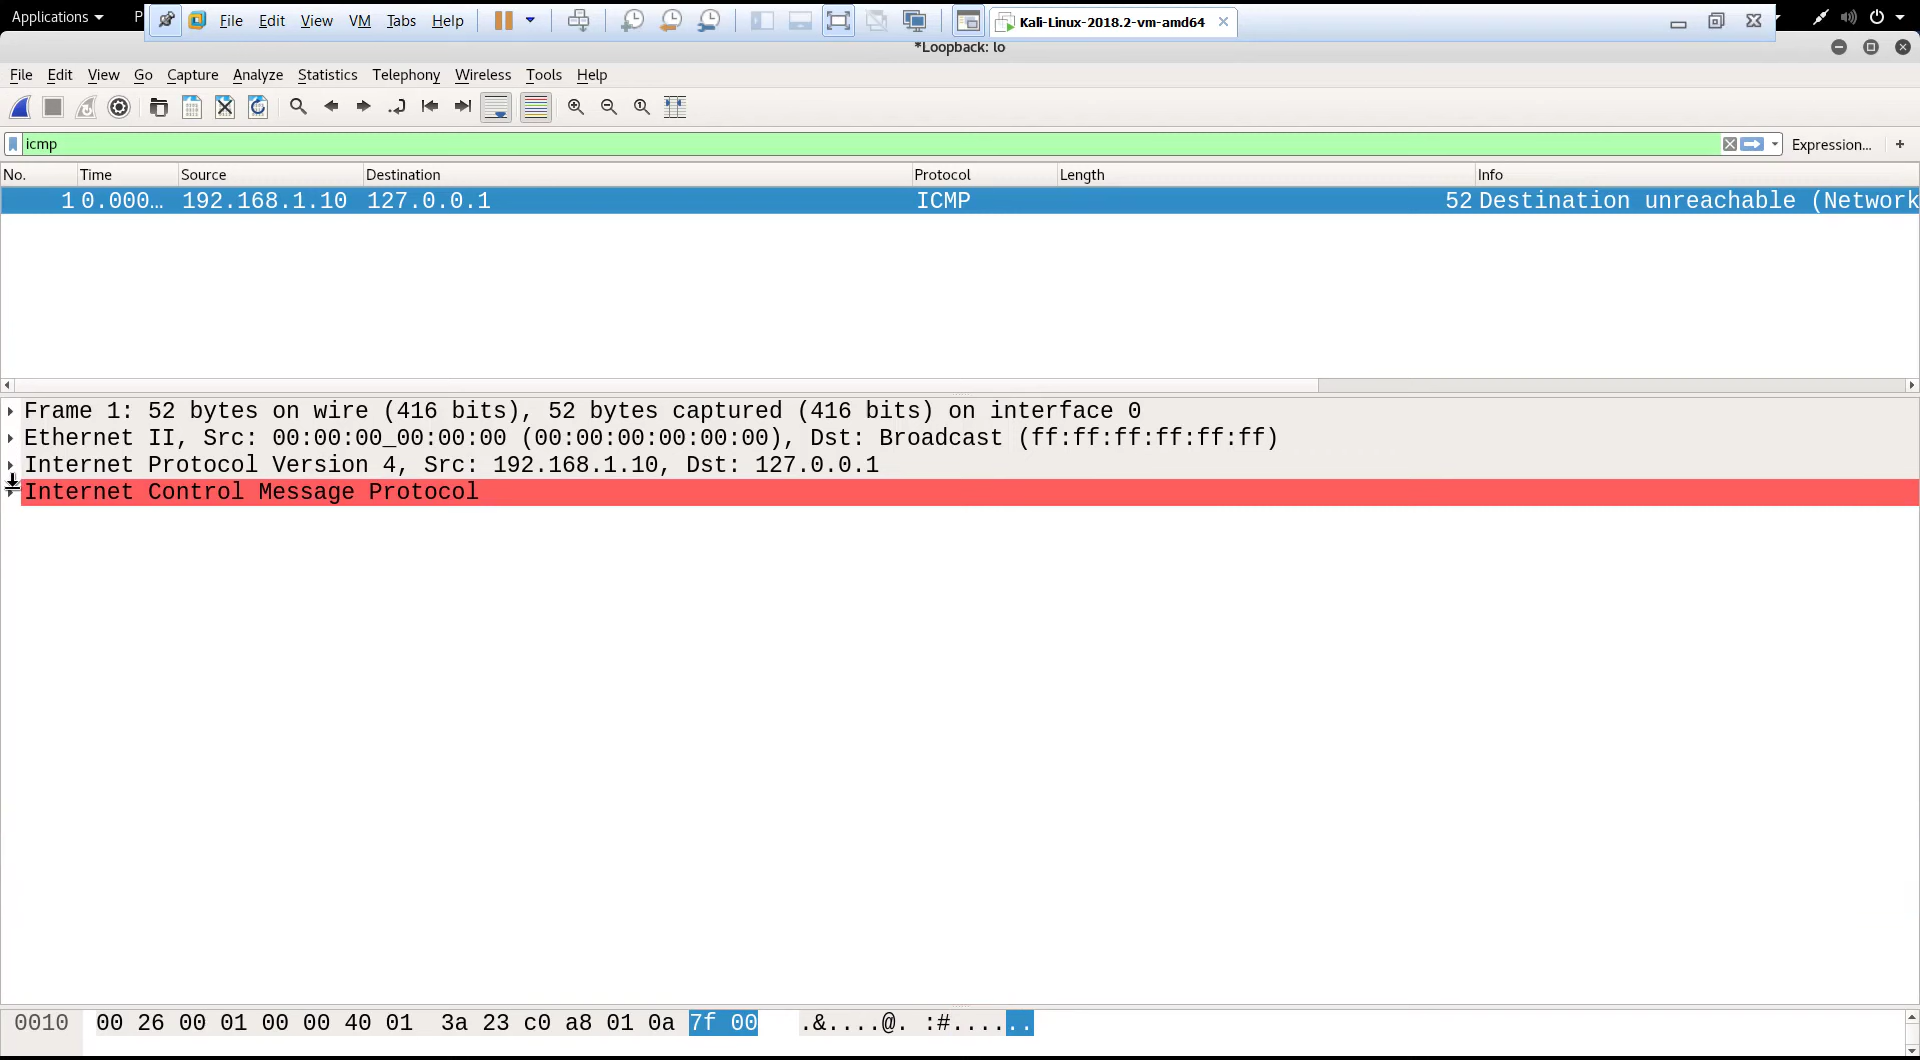 Applications
P
File Edit View VM Tabs Help
Kali-Linux-2018.2-vm-amd64
*Loopback: lo
File Edit View Go Capture Analyze Statistics Telephony Wireless Tools Help
icmp
Expression... +
No. Time Source Destination Protocol Length Info
1 0.000... 192.168.1.10 127.0.0.1 ICMP 52 Destination unreachable (Network
Frame 1: 52 bytes on wire (416 bits), 52 bytes captured (416 bits) on interface 0
Ethernet II, Src: 00:00:00_00:00:00 (00:00:00:00:00:00), Dst: Broadcast (ff:ff:ff:ff:ff:ff)
Internet Protocol Version 4, Src: 192.168.1.10, Dst: 127.0.0.1
Internet Control Message Protocol
0010 00 26 00 01 00 00 40 01 3a 23 c0 a8 01 0a 7f 00 .&....@. :#......